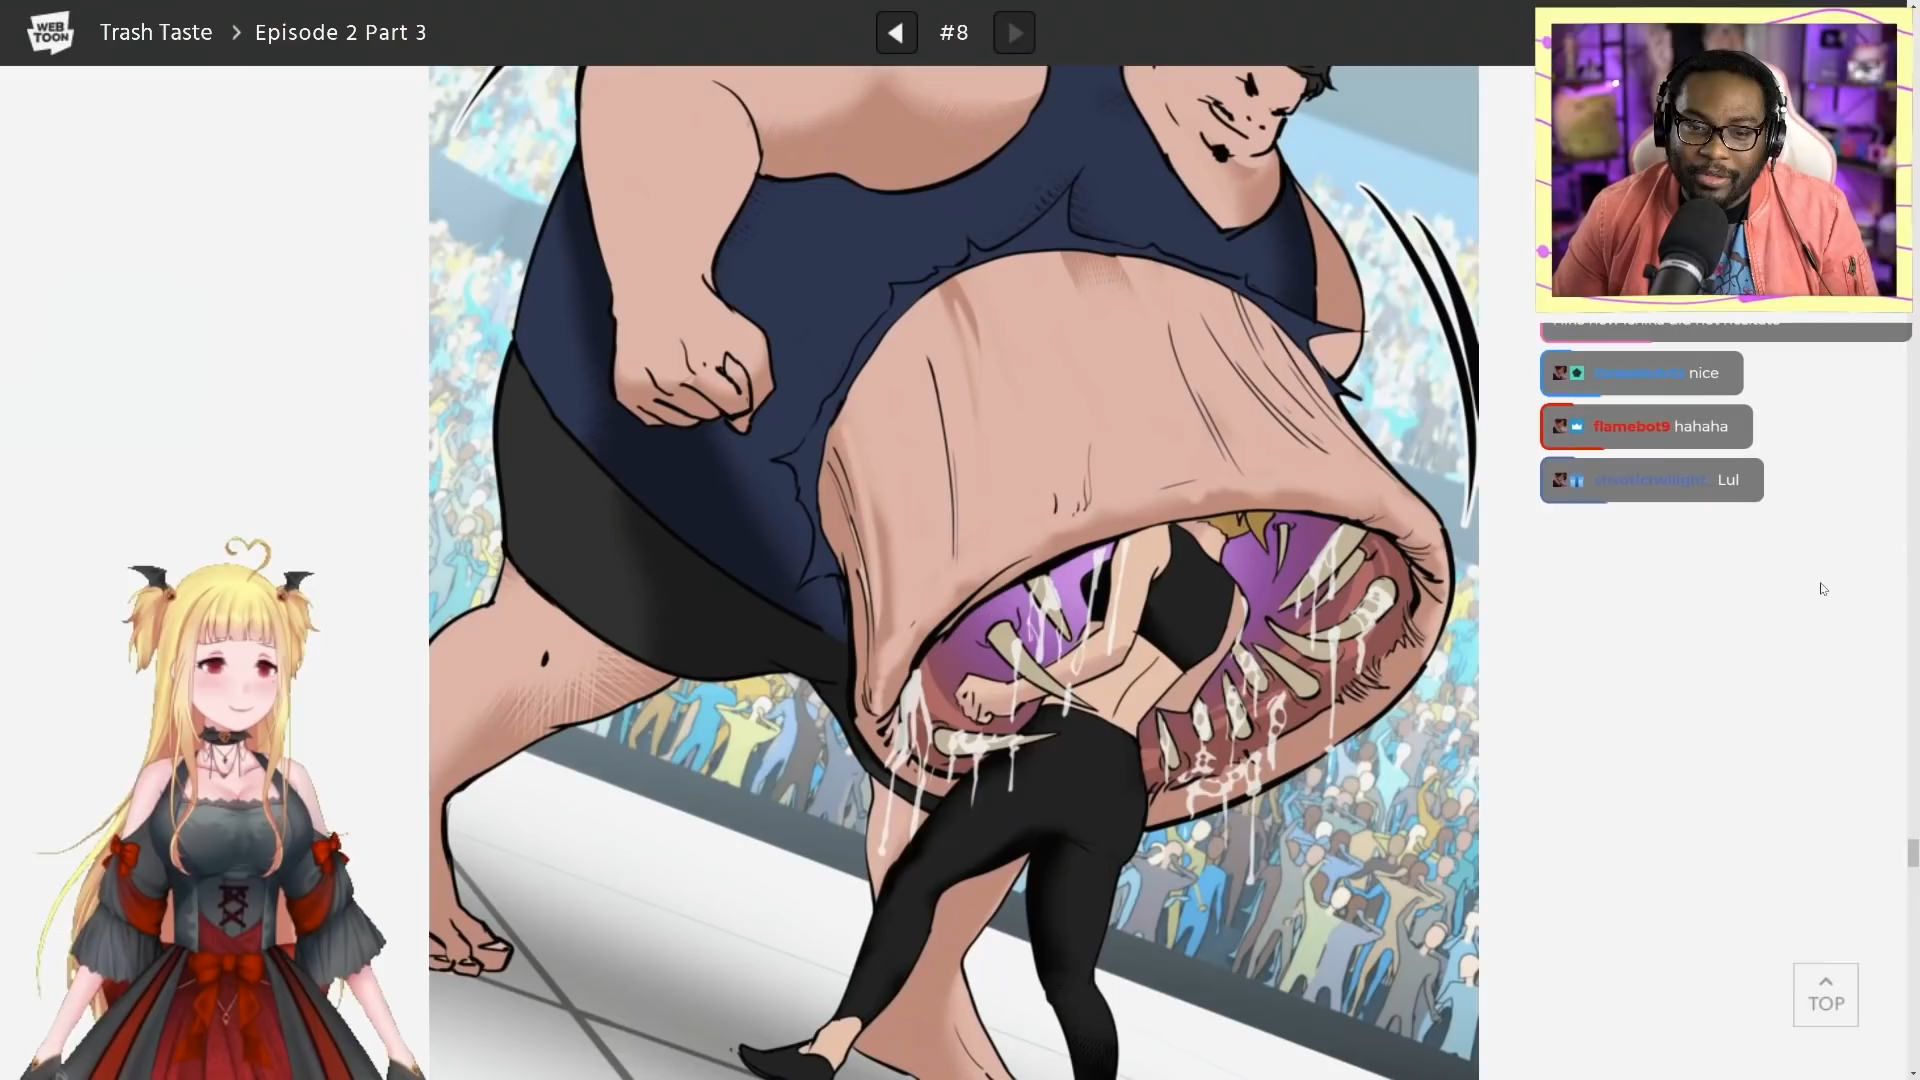 WEB
TOON
Trash Taste
Episode 2 Part 3
#8
nice
flamebot9 hahaha
Lul
TOP